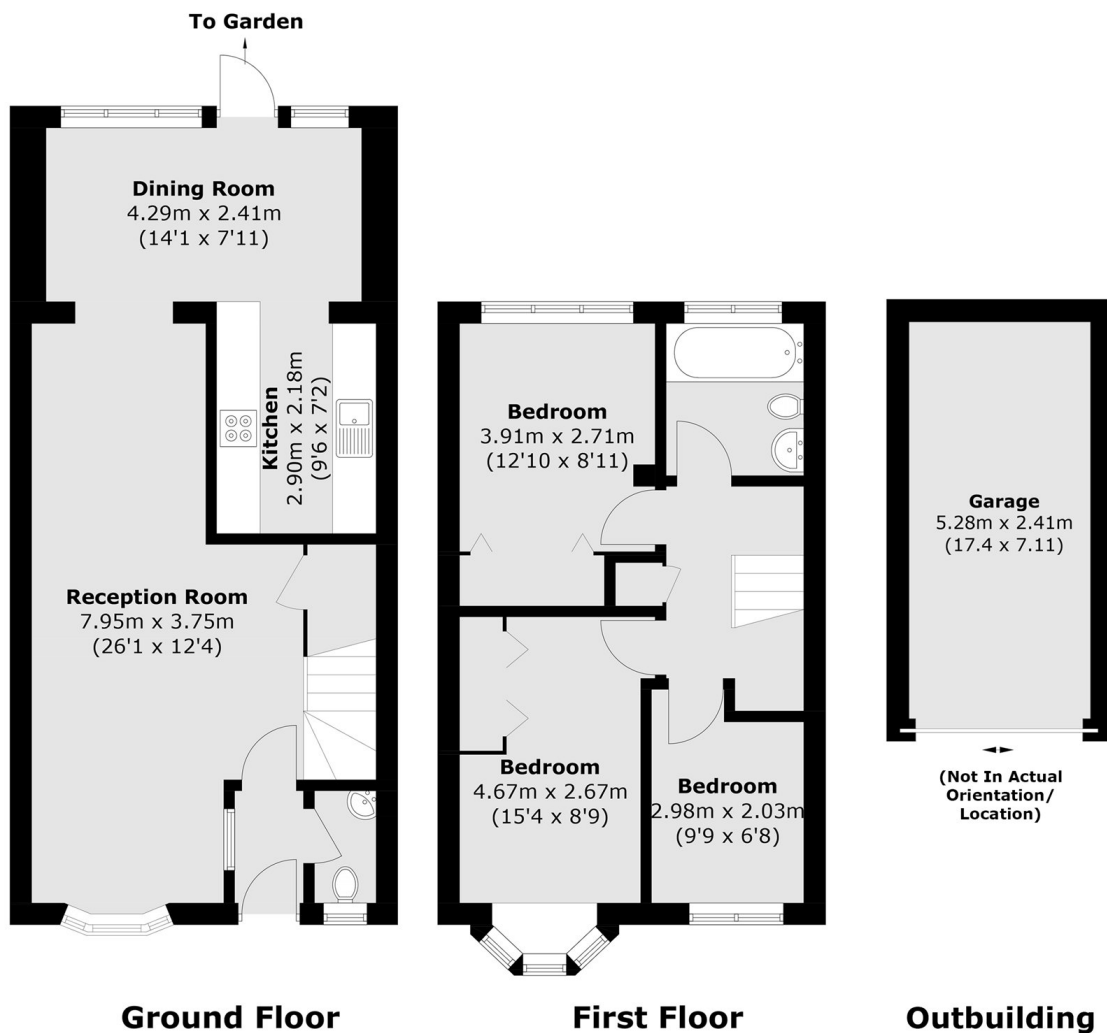 To Garden
Dining Room
4.29m x 2.41m
(14'1 x 7'11)
Kitchen
2.90m x 2.18m
(9'6 x 7'2)
Reception Room
7.95m x 3.75m
(26'1 x 12'4)
Ground Floor
Bedroom
3.91m x 2.71m
(12'10 x 8'11)
Bedroom
4.67m x 2.67m
(15'4 x 8'9)
Bedroom
2.98m x 2.03m
(9'9 x 6'8)
First Floor
Garage
5.28m x 2.41m
(17.4 x 7.11)
(Not In Actual
Orientation/
Location)
Outbuilding